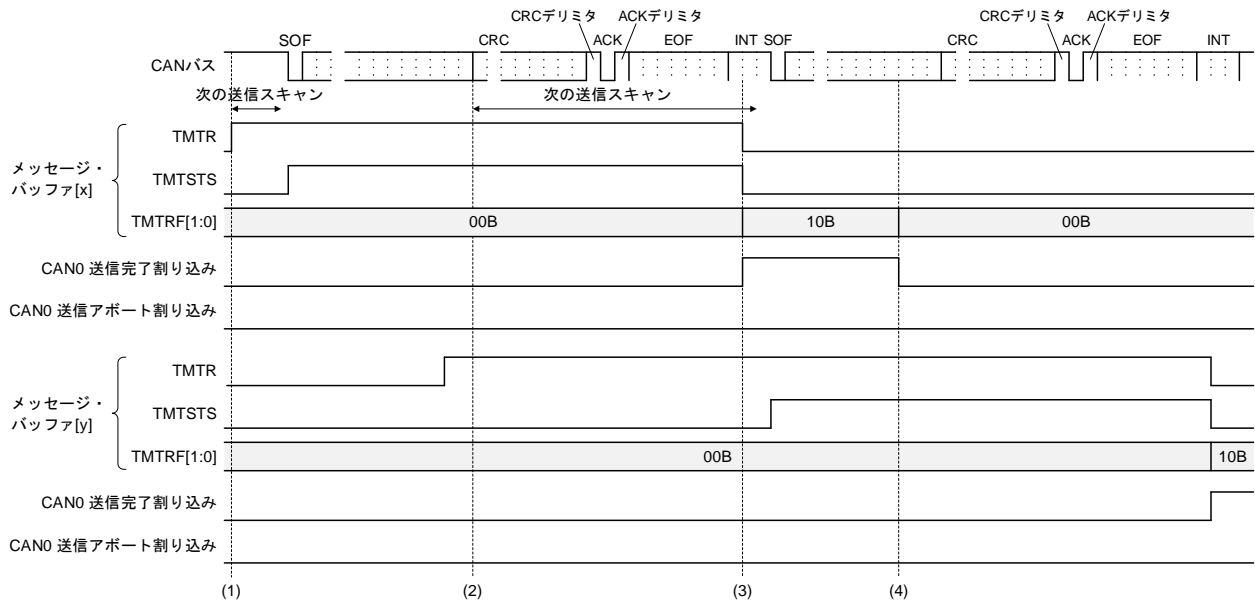 CRCデリミタ ACKデリミタ CRCデリミタ ACKデリミタ
SOF CRC ACK EOF INT SOF CRC ACK EOF INT
CANバス
次の送信スキャン 次の送信スキャン
TMTR
メッセージ・
バッファ[x]
TMTSTS
TMTRF[1:0] 00B 10B 00B
CAN0 送信完了割り込み
CAN0 送信アボート割り込み
TMTR
メッセージ・
バッファ[y]
TMTSTS
TMTRF[1:0] 00B 10B
CAN0 送信完了割り込み
CAN0 送信アボート割り込み
(1) (2) (3) (4)